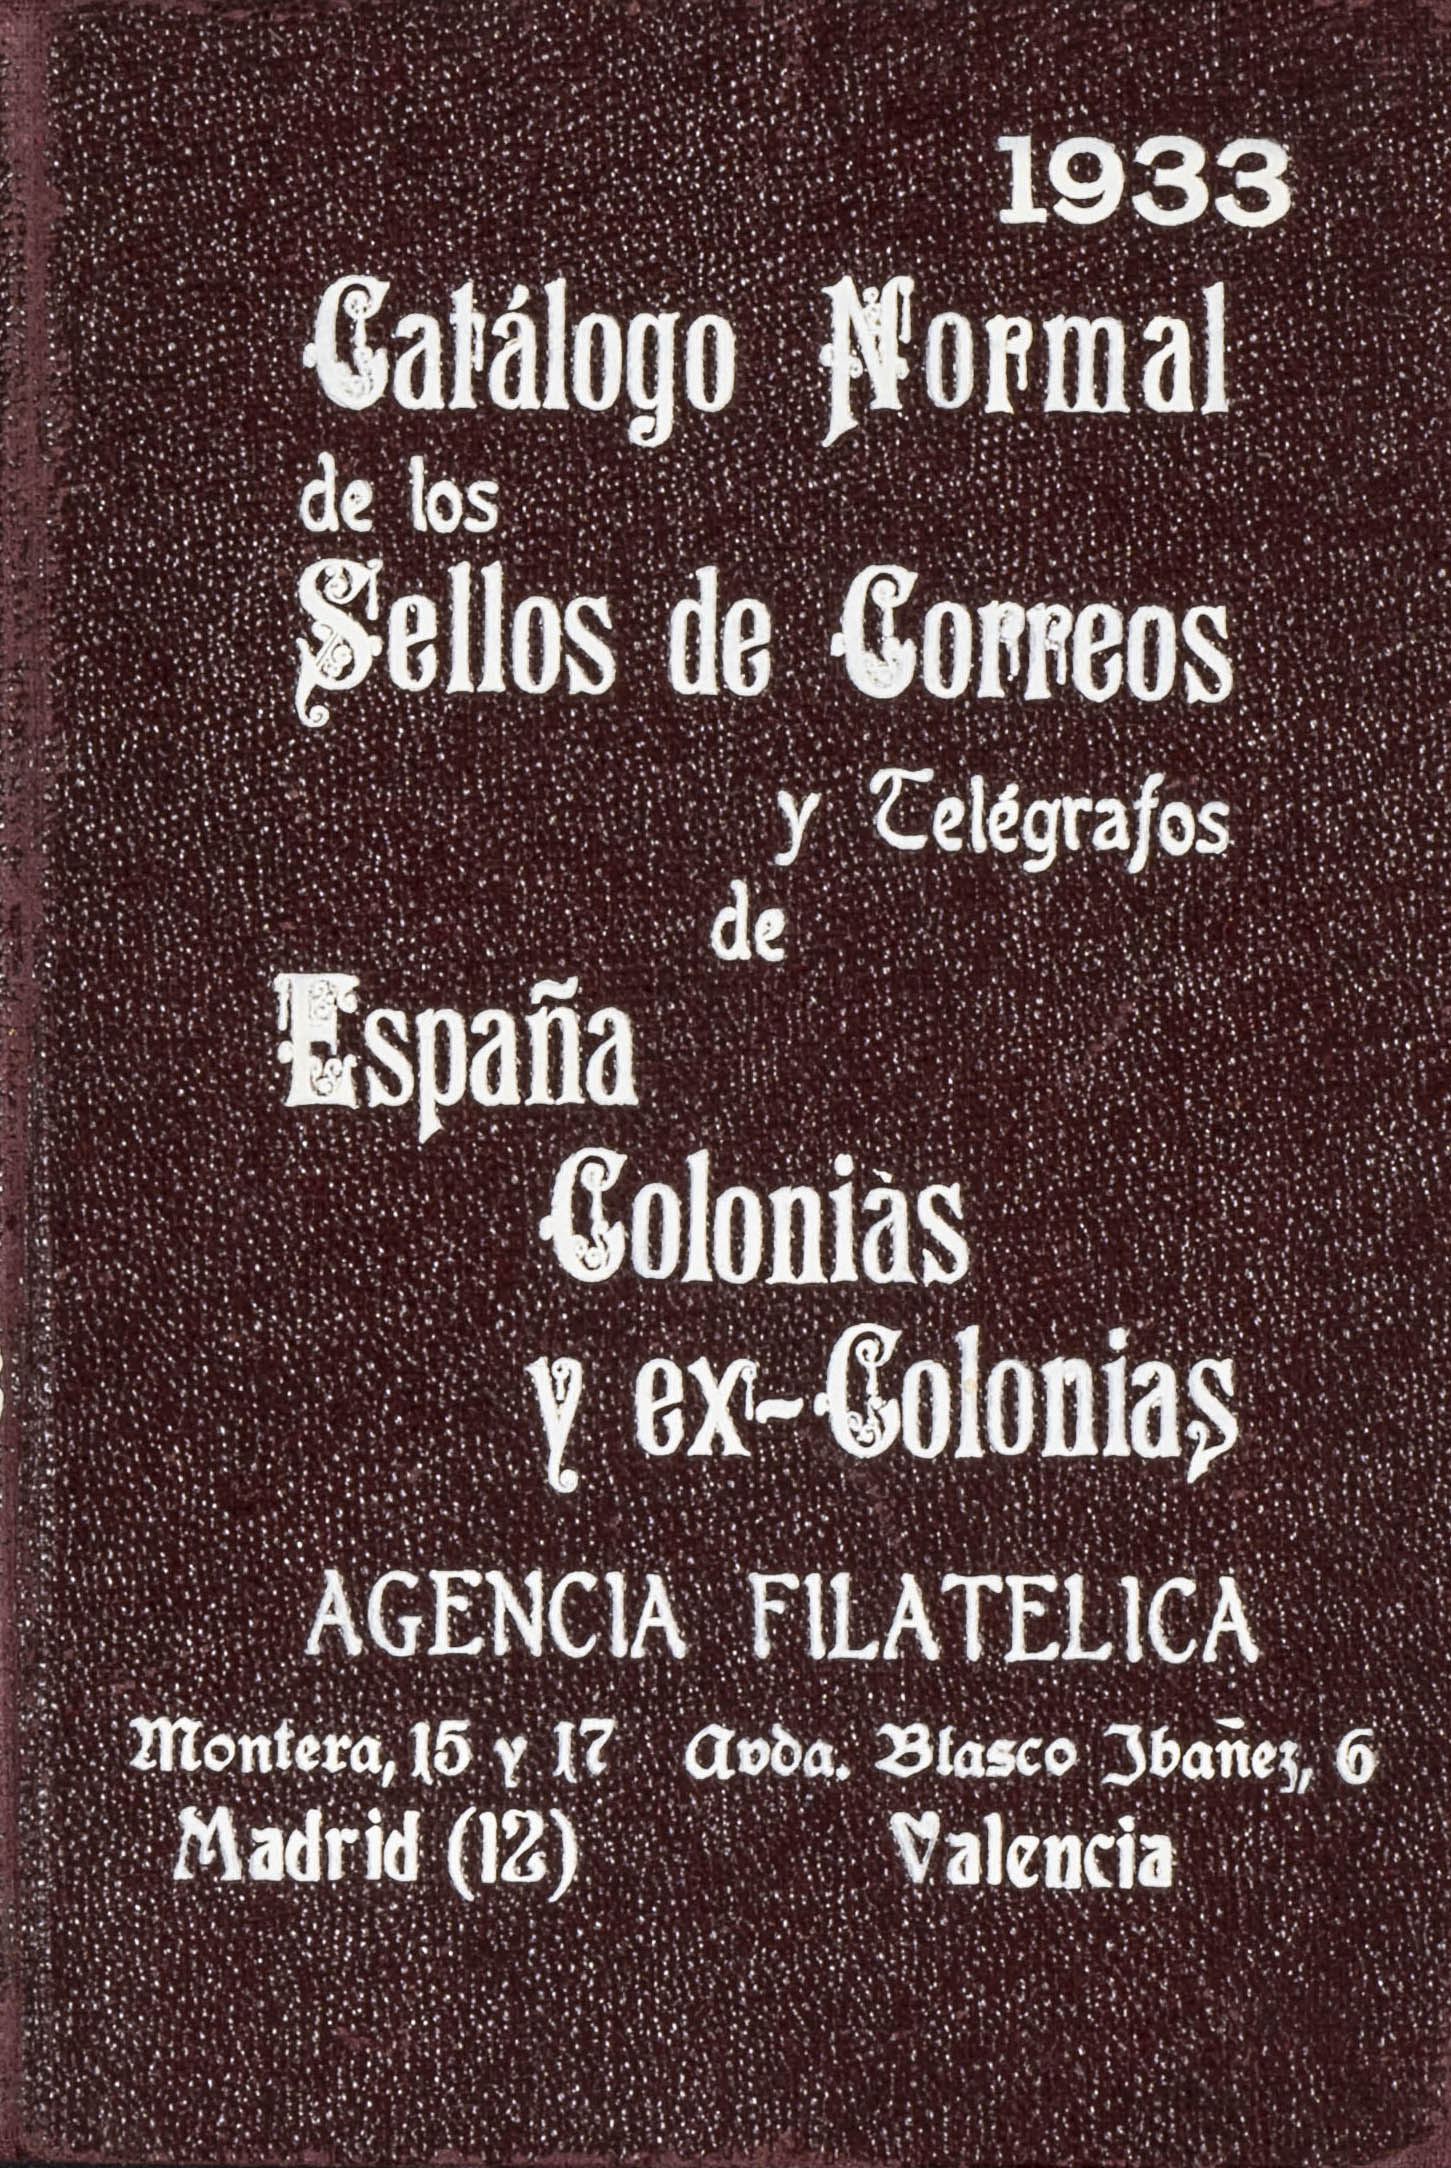 1933
Catálogo Normal
de los
Sellos de Correos
y Telégrafos
de
España
Coloniàs
y ex-Colonias
AGENCIA FILATELICA
Montera, 15 y 17 Avda. Blasco Ibañez, 6
Madrid (12) Valencia